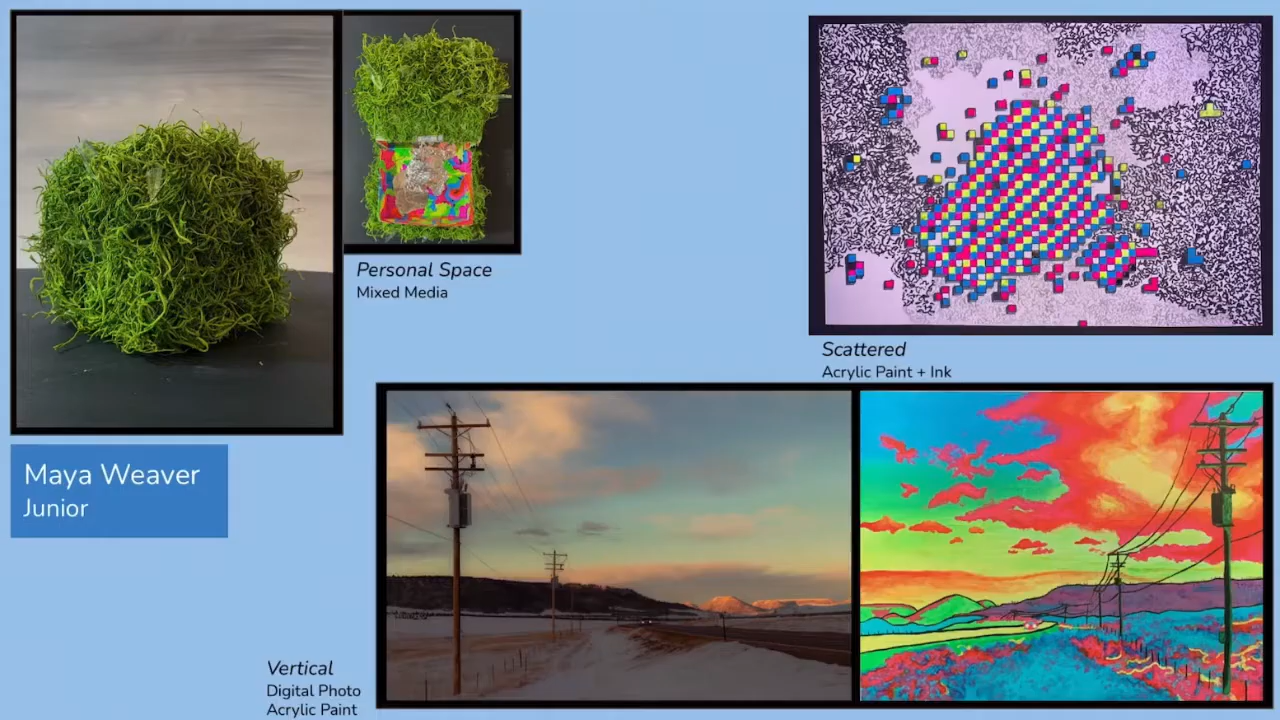 Personal Space
Mixed Media
Scattered
Acrylic Paint + Ink
Maya Weaver
Junior
Vertical
Digital Photo
Acrylic Paint